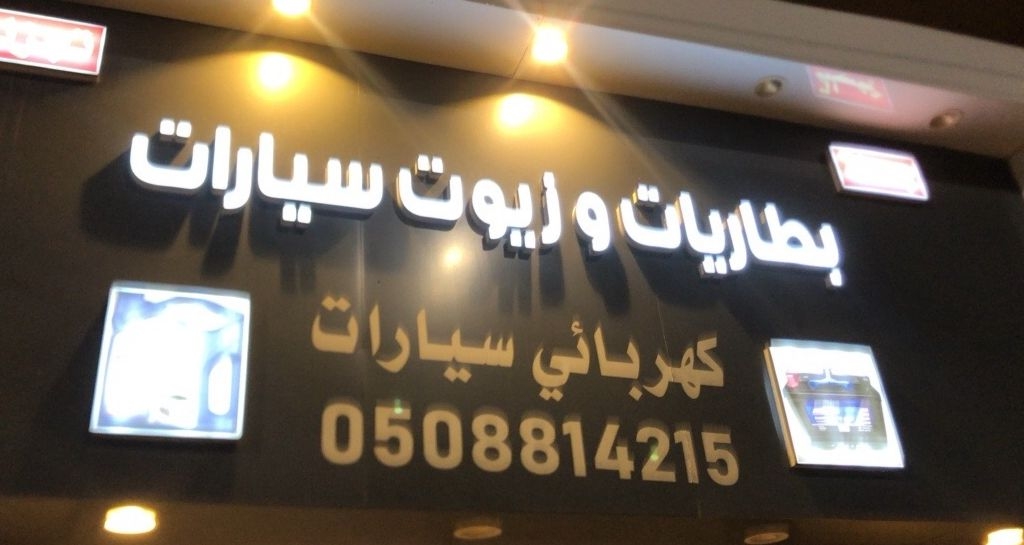 بطاريات و زيوت سيارات
كهربائي سيارات
0508814215